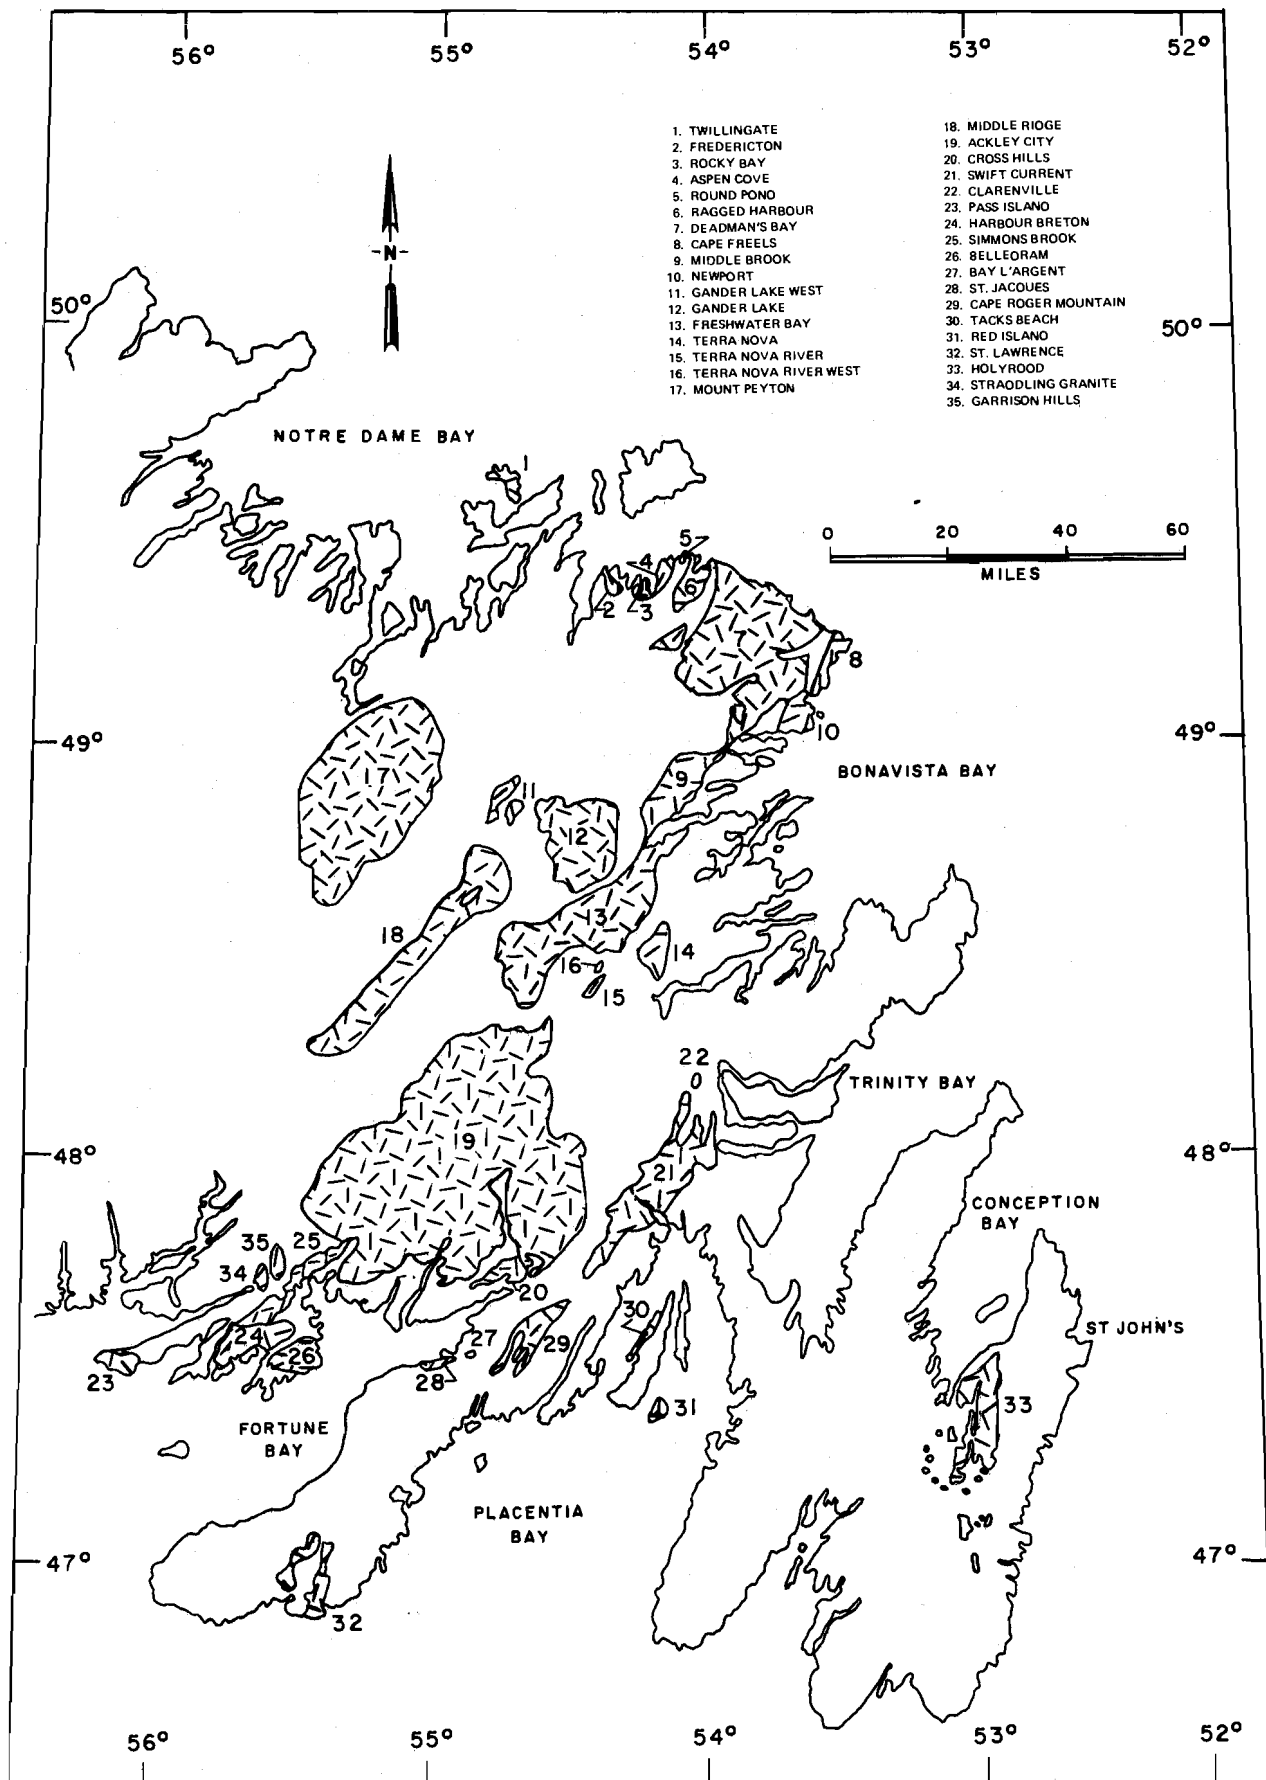 56° 55° 54° 53° 52°
1. TWILLINGATE
2. FREDERICTON
3. ROCKY BAY
4. ASPEN COVE
5. ROUND PONO
6. RAGGED HARBOUR
7. DEADMAN'S BAY
8. CAPE FREELS
9. MIDDLE BROOK
10. NEWPORT
11. GANDER LAKE WEST
12. GANDER LAKE
13. FRESHWATER BAY
14. TERRA NOVA
15. TERRA NOVA RIVER
16. TERRA NOVA RIVER WEST
17. MOUNT PEYTON
18. MIDDLE RIOGE
19. ACKLEY CITY
20. CROSS HILLS
21. SWIFT CURRENT
22. CLARENVILLE
23. PASS ISLAND
24. HARBOUR BRETON
25. SIMMONS BROOK
26. BELLEORAM
27. BAY L'ARGENT
28. ST. JACOUES
29. CAPE ROGER MOUNTAIN
30. TACKS BEACH
31. RED ISLANO
32. ST. LAWRENCE
33. HOLYROOD
34. STRAODLING GRANITE
35. GARRISON HILLS
-N-
50° 50°
NOTRE DAME BAY
1
0 20 40 60
MILES
5
4
6
2 3
8
10
49° 49°
BONAVISTA BAY
17
9
11
12
13
18
14
16
15
22
TRINITY BAY
9
48° 48°
21
CONCEPTION
BAY
35 25
34
20
30
ST JOHN'S
24
27
29
26
23
28
31
33
FORTUNE
BAY
PLACENTIA
BAY
47° 47°
32
56° 55° 54° 53° 52°